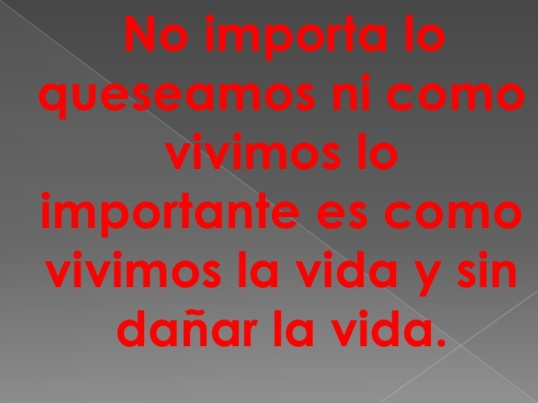 No importa lo
queseamos ni como
vivimos lo
importante es como
vivimos la vida y sin
dañar la vida.